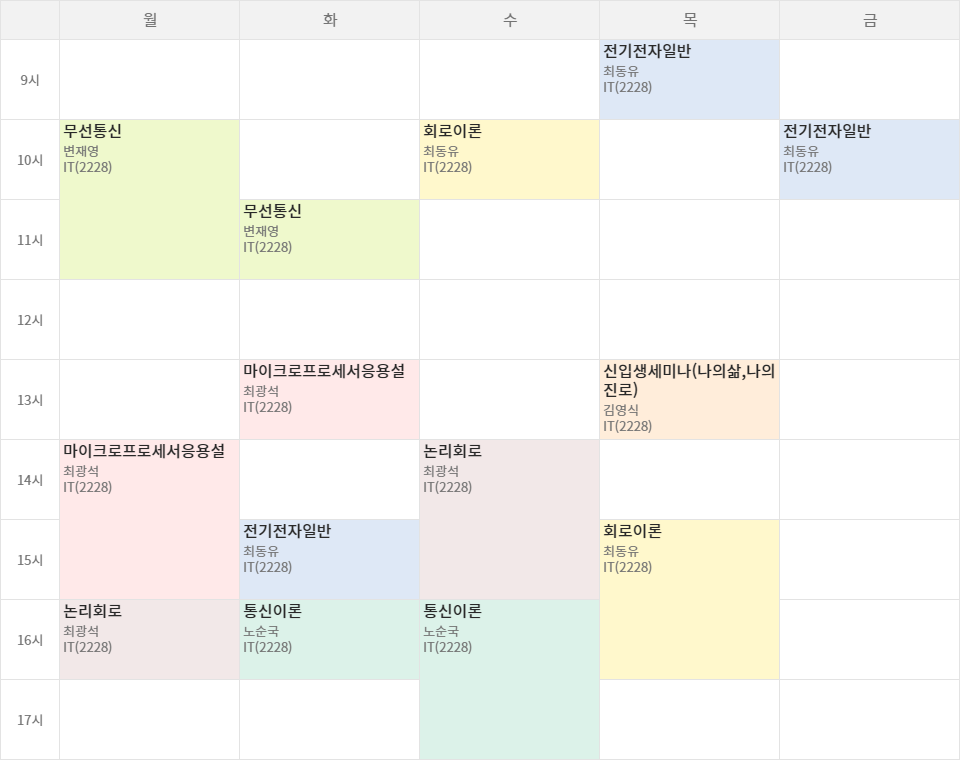 월 화 수 목 금
9시
전기전자일반
최동유
IT(2228)
10시
무선통신
변재영
IT(2228)
회로이론
최동유
IT(2228)
전기전자일반
최동유
IT(2228)
11시
무선통신
변재영
IT(2228)
12시
13시
마이크로프로세서응용설
최광석
IT(2228)
신입생세미나(나의삶,나의
진로)
김영식
IT(2228)
14시
마이크로프로세서응용설
최광석
IT(2228)
논리회로
최광석
IT(2228)
15시
전기전자일반
최동유
IT(2228)
회로이론
최동유
IT(2228)
16시
논리회로
최광석
IT(2228)
통신이론
노순국
IT(2228)
통신이론
노순국
IT(2228)
17시